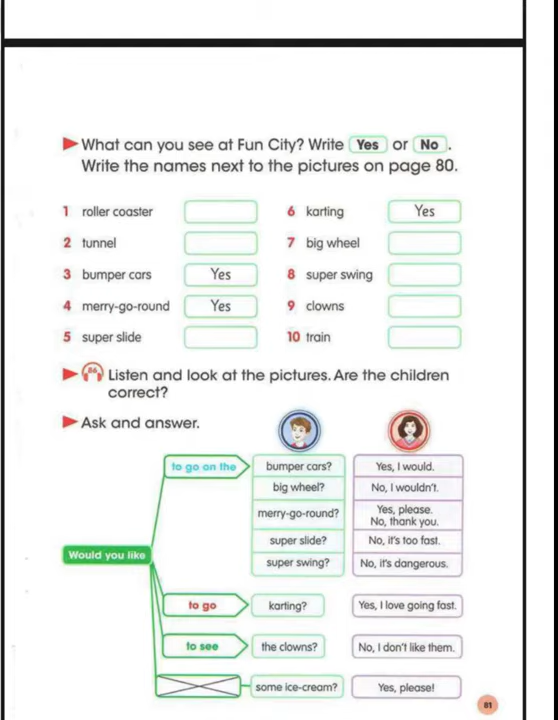 What can you see at Fun City? Write Yes or No.
Write the names next to the pictures on page 80.
1 roller coaster
2 tunnel
3 bumper cars Yes
4 merry-go-round Yes
5 super slide
6 karting Yes
7 big wheel
8 super swing
9 clowns
10 train
86 Listen and look at the pictures. Are the children
correct?
Ask and answer.
Would you like
to go on the
bumper cars? Yes, I would.
big wheel? No, I wouldn't.
merry-go-round? Yes, please.
No, thank you.
super slide? No, it's too fast.
super swing? No, it's dangerous.
to go karting? Yes, I love going fast.
to see the clowns? No, I don't like them.
some ice-cream? Yes, please!
81